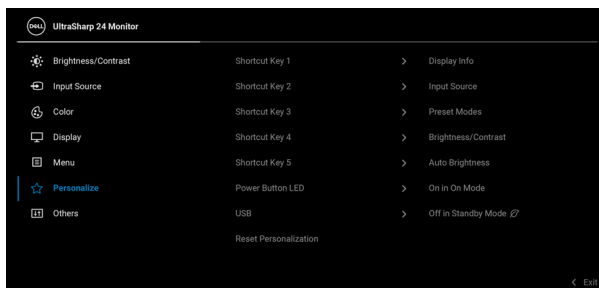 DELL UltraSharp 24 Monitor
Brightness/Contrast Shortcut Key 1 > Display Info
Input Source Shortcut Key 2 > Input Source
Color Shortcut Key 3 > Preset Modes
Display Shortcut Key 4 > Brightness/Contrast
Menu Shortcut Key 5 > Auto Brightness
Personalize Power Button LED > On in On Mode
Others USB > Off in Standby Mode
Reset Personalization
< Exit